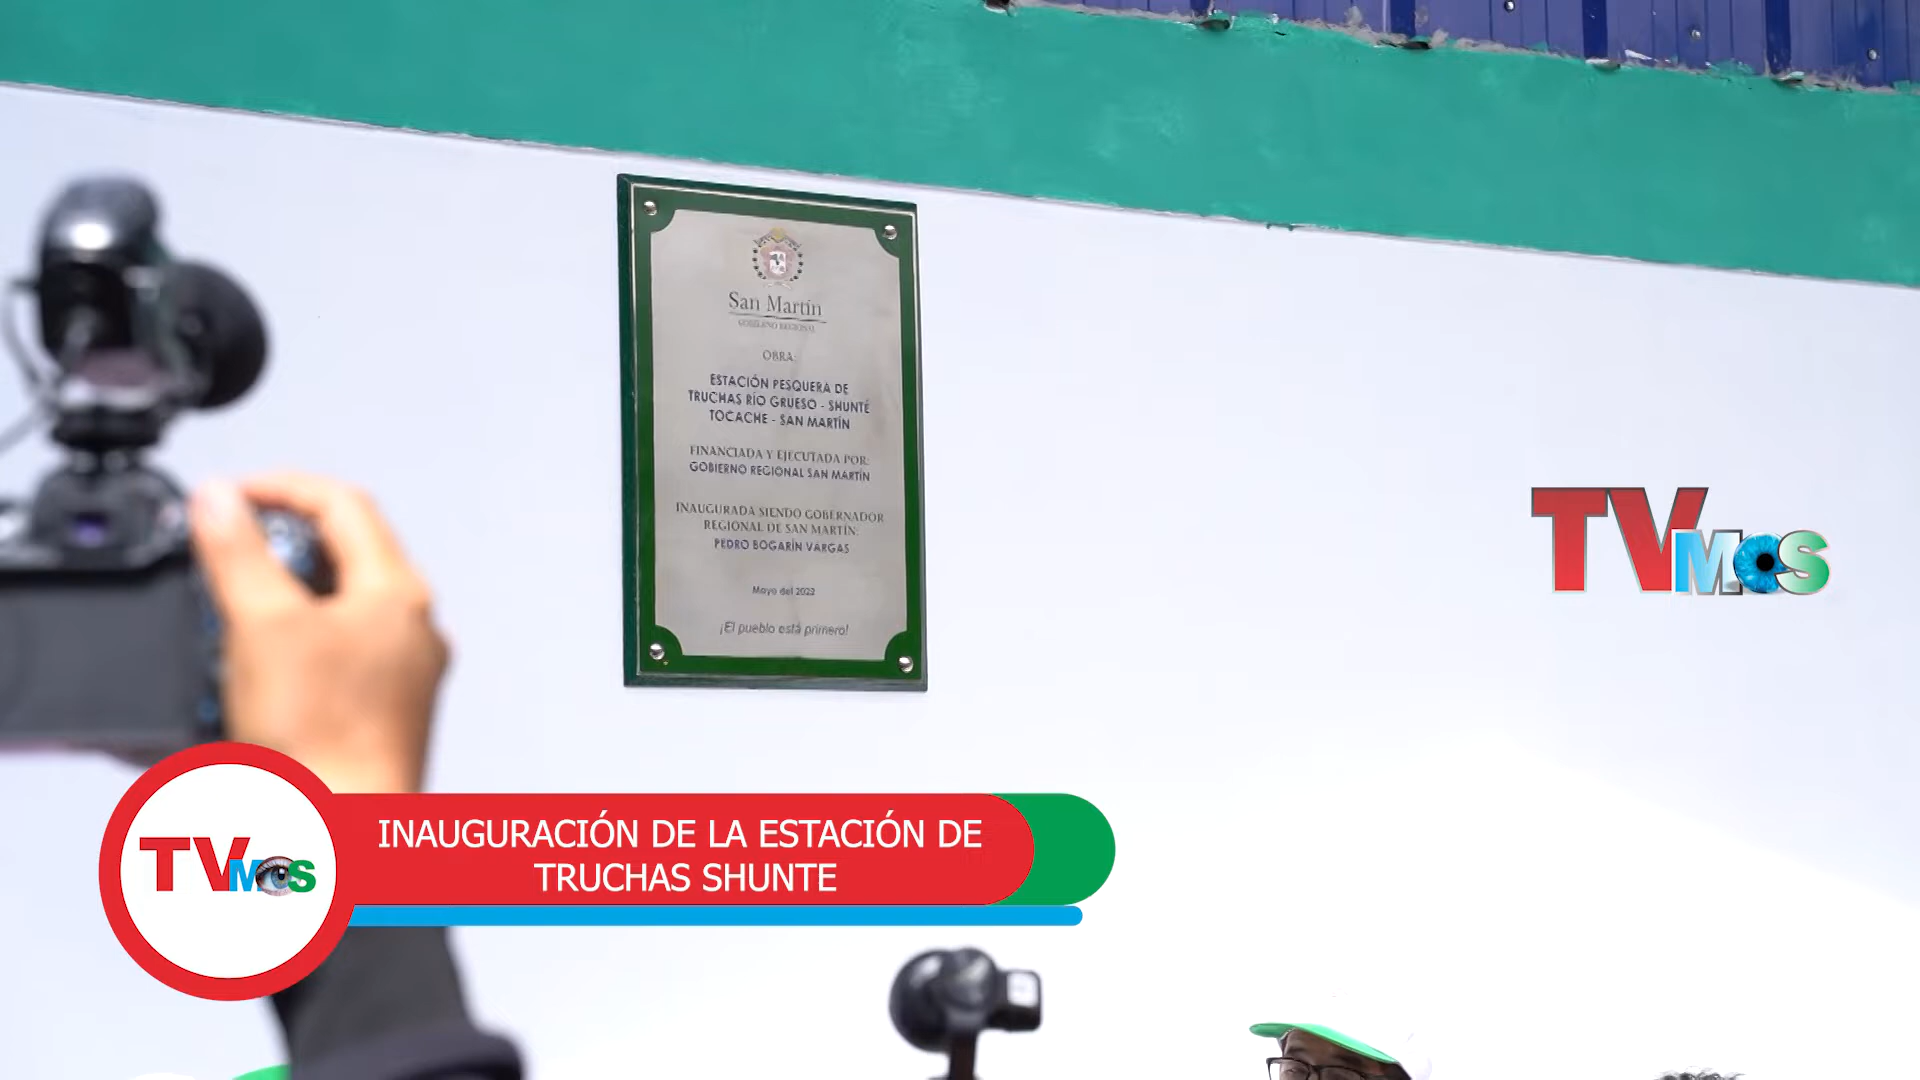 San Martín
GOBIERNO REGIONAL
OBRA:
ESTACIÓN PESQUERA DE
TRUCHAS RÍO GRUESO - SHUNTÉ
TOCACHE - SAN MARTÍN
FINANCIADA Y EJECUTADA POR:
GOBIERNO REGIONAL SAN MARTÍN
INAUGURADA SIENDO GOBERNADOR
REGIONAL DE SAN MARTÍN:
PEDRO BOGARÍN VARGAS
Mayo del 2022
¡El pueblo está primero!
TVMOS
TVMOS
INAUGURACIÓN DE LA ESTACIÓN DE
TRUCHAS SHUNTE